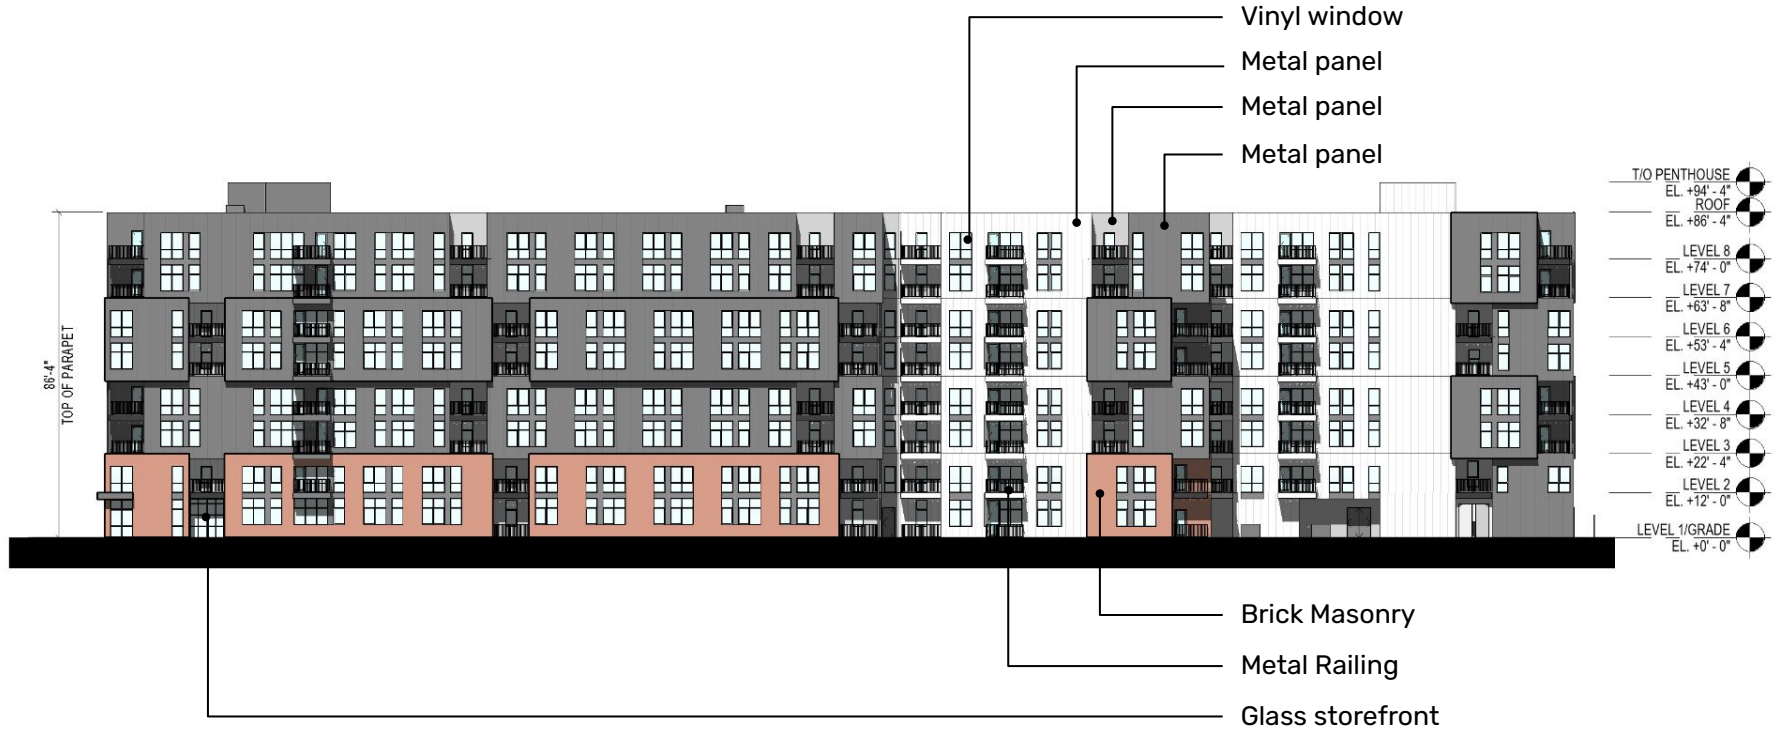 Vinyl window
Metal panel
Metal panel
Metal panel
T/O PENTHOUSE
EL. +94' - 4"
ROOF
EL. +86' - 4"
LEVEL 8
EL. +74' - 0"
LEVEL 7
EL. +63' - 8"
LEVEL 6
EL. +53' - 4"
LEVEL 5
EL. +43' - 0"
LEVEL 4
EL. +32' - 8"
LEVEL 3
EL. +22' - 4"
LEVEL 2
EL. +12' - 0"
LEVEL 1/GRADE
EL. +0' - 0"
86'-4"
TOP OF PARAPET
Brick Masonry
Metal Railing
Glass storefront